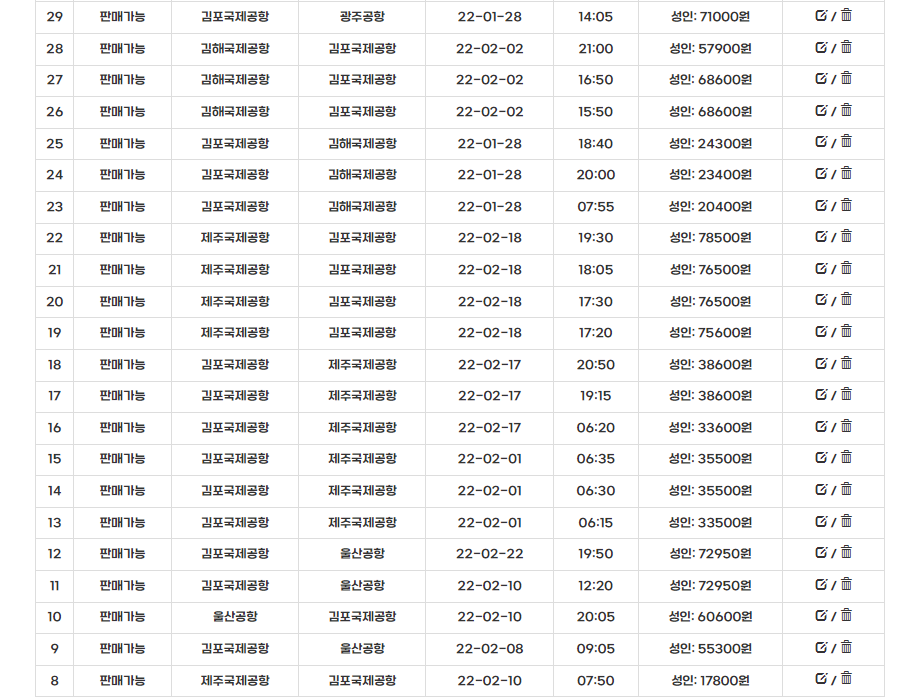 29 판매가능 김포국제공항 광주공항 22-01-28 14:05 성인: 71000원 /
28 판매가능 김해국제공항 김포국제공항 22-02-02 21:00 성인: 57900원 /
27 판매가능 김해국제공항 김포국제공항 22-02-02 16:50 성인: 68600원 /
26 판매가능 김해국제공항 김포국제공항 22-02-02 15:50 성인: 68600원 /
25 판매가능 김포국제공항 김해국제공항 22-01-28 18:40 성인: 24300원 /
24 판매가능 김포국제공항 김해국제공항 22-01-28 20:00 성인: 23400원 /
23 판매가능 김포국제공항 김해국제공항 22-01-28 07:55 성인: 20400원 /
22 판매가능 제주국제공항 김포국제공항 22-02-18 19:30 성인: 78500원 /
21 판매가능 제주국제공항 김포국제공항 22-02-18 18:05 성인: 76500원 /
20 판매가능 제주국제공항 김포국제공항 22-02-18 17:30 성인: 76500원 /
19 판매가능 제주국제공항 김포국제공항 22-02-18 17:20 성인: 75600원 /
18 판매가능 김포국제공항 제주국제공항 22-02-17 20:50 성인: 38600원 /
17 판매가능 김포국제공항 제주국제공항 22-02-17 19:15 성인: 38600원 /
16 판매가능 김포국제공항 제주국제공항 22-02-17 06:20 성인: 33600원 /
15 판매가능 김포국제공항 제주국제공항 22-02-01 06:35 성인: 35500원 /
14 판매가능 김포국제공항 제주국제공항 22-02-01 06:30 성인: 35500원 /
13 판매가능 김포국제공항 제주국제공항 22-02-01 06:15 성인: 33500원 /
12 판매가능 김포국제공항 울산공항 22-02-22 19:50 성인: 72950원 /
11 판매가능 김포국제공항 울산공항 22-02-10 12:20 성인: 72950원 /
10 판매가능 울산공항 김포국제공항 22-02-10 20:05 성인: 60600원 /
9 판매가능 김포국제공항 울산공항 22-02-08 09:05 성인: 55300원 /
8 판매가능 제주국제공항 김포국제공항 22-02-10 07:50 성인: 17800원 /